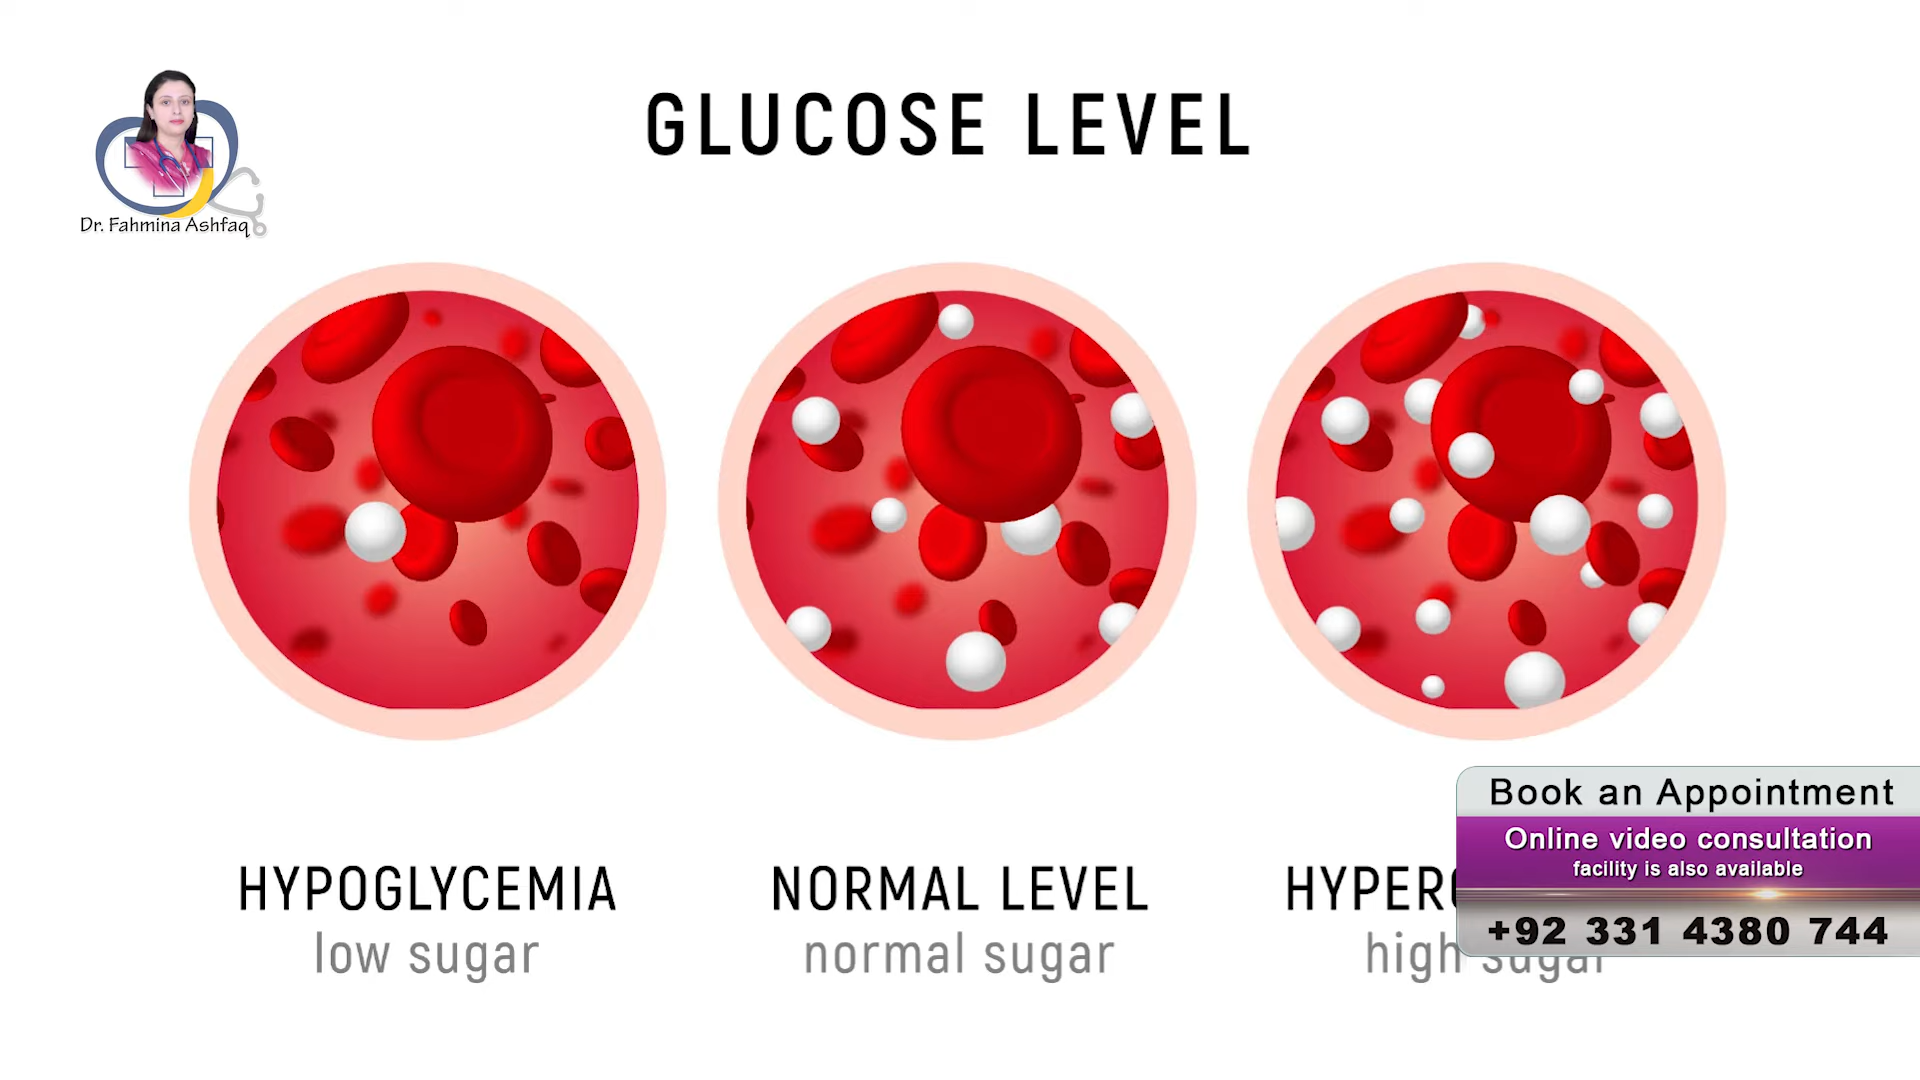 GLUCOSE LEVEL
Dr. Fahmina Ashfaq
HYPOGLYCEMIA
low sugar
NORMAL LEVEL
normal sugar
high sugar
Book an Appointment
Online video consultation
facility is also available
+92 331 4380 744